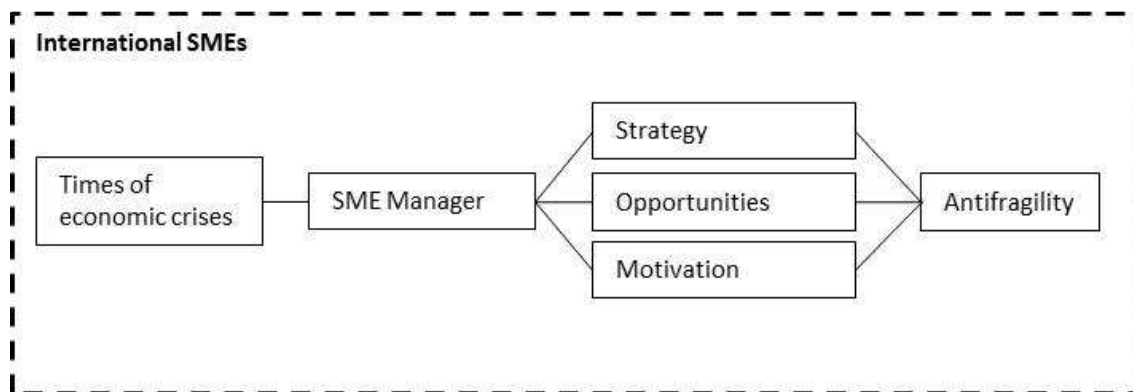 International SMEs
Times of
economic crises
SME Manager
Strategy
Opportunities
Motivation
Antifragility